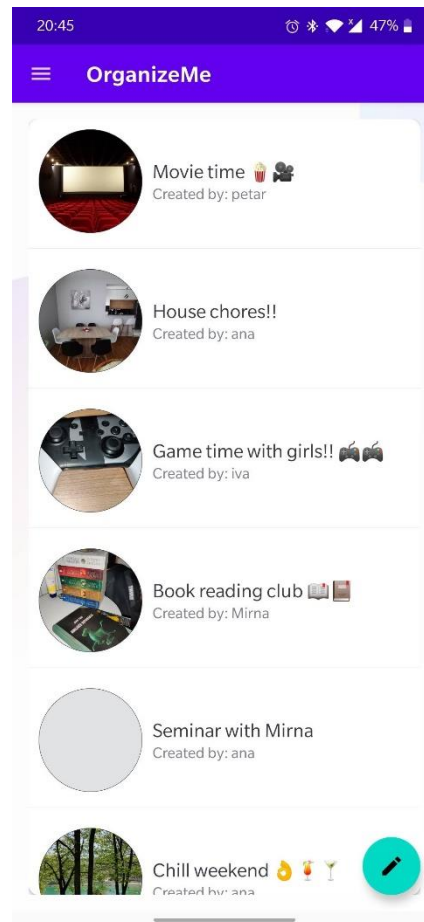 20:45
47%
OrganizeMe
Movie time 🍿🎥
Created by: petar
House chores!!
Created by: ana
Game time with girls!! 🎮🎮
Created by: iva
Book reading club 📖📔
Created by: Mirna
Seminar with Mirna
Created by: ana
Chill weekend 👌🍹🍸
Created by: ana